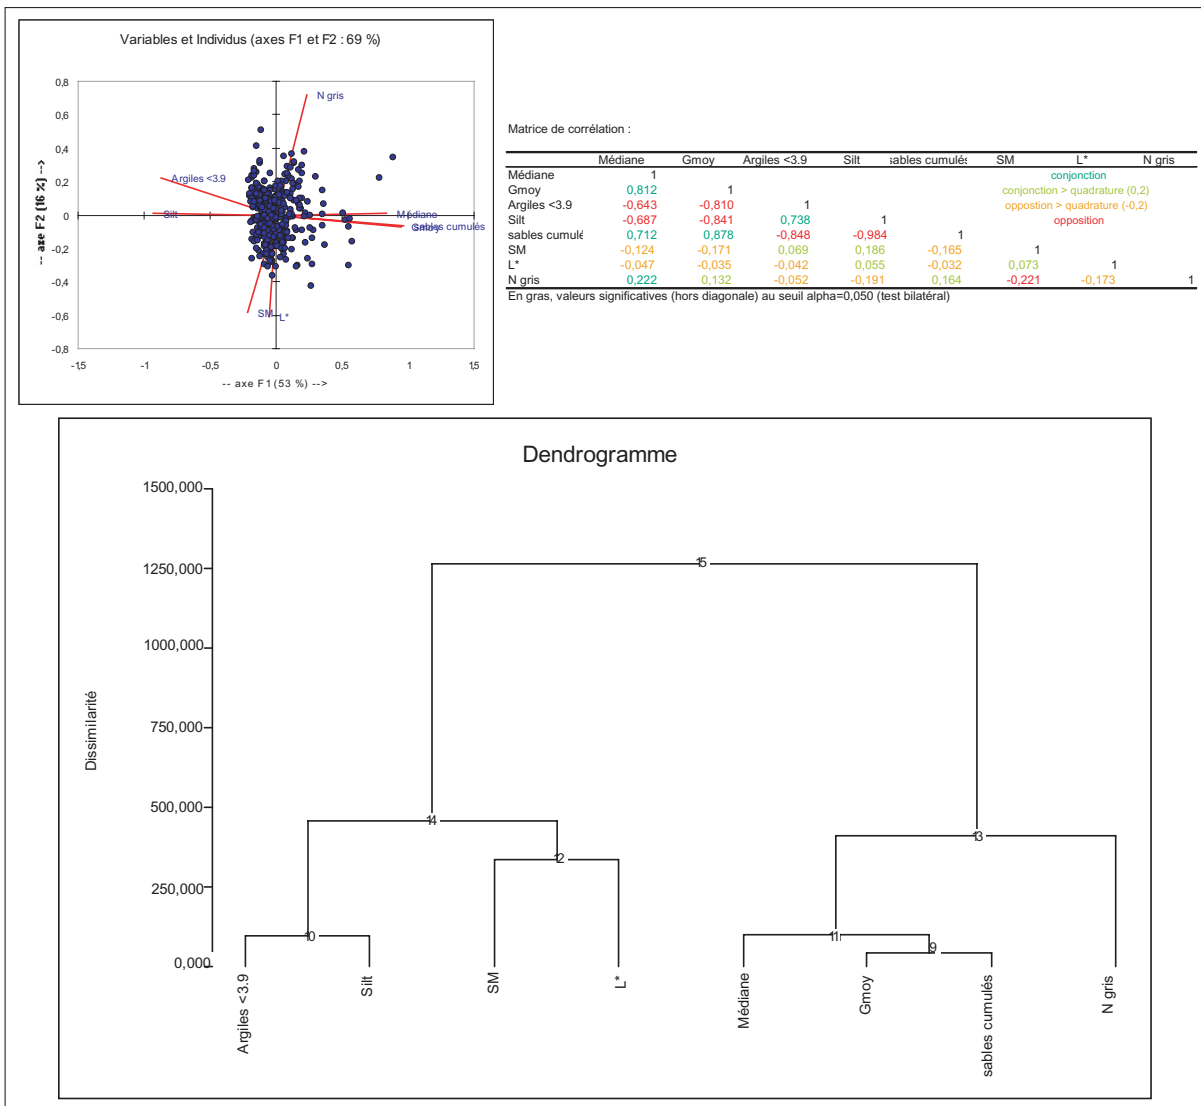 Variables et Individus (axes F1 et F2 : 69 %)
-- axe F2 (16 %) -->
0,8
0,6
0,4
0,2
0
-0,2
-0,4
-0,6
-0,8
N gris
Argiles <3.9
Silt
Médiane
sables cumulés
Gmoy
SM
L*
-1,5
-1
-0,5
0
0,5
1
1,5
-- axe F1 (53 %) -->
Matrice de corrélation :
Médiane Gmoy Argiles <3.9 Silt sables cumulés SM L* N gris
Médiane 1 conjonction
Gmoy 0,812 1 conjonction > quadrature (0,2)
Argiles <3.9 -0,643 -0,810 1 oppostion > quadrature (-0,2)
Silt -0,687 -0,841 0,738 1 opposition
sables cumulé 0,712 0,878 -0,848 -0,984 1
SM -0,124 -0,171 0,069 0,186 -0,165 1
L* -0,047 -0,035 -0,042 0,055 -0,032 0,073 1
N gris 0,222 0,132 -0,052 -0,191 0,164 -0,221 -0,173 1
En gras, valeurs significatives (hors diagonale) au seuil alpha=0,050 (test bilatéral)
Dendrogramme
Dissimilarité
1500,000
1250,000
1000,000
750,000
500,000
250,000
0,000
15
14
13
12
10
11
9
Argiles <3.9
Silt
SM
L*
Médiane
Gmoy
sables cumulés
N gris